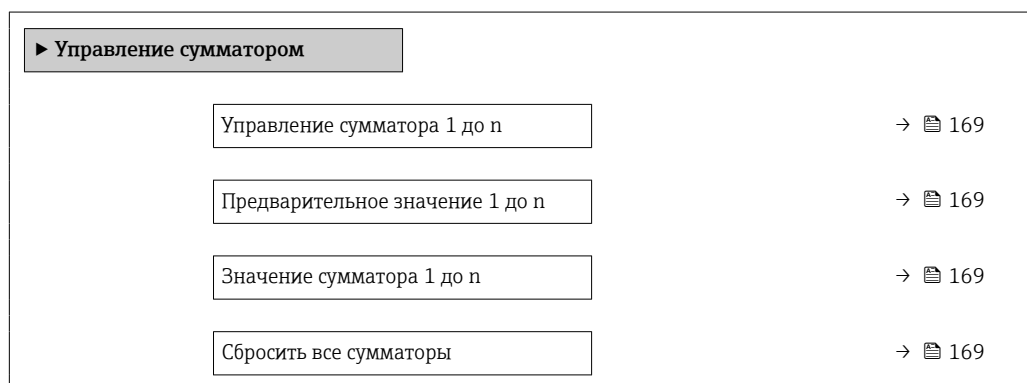 ▶ Управление сумматором
Управление сумматора 1 до n → 169
Предварительное значение 1 до n → 169
Значение сумматора 1 до n → 169
Сбросить все сумматоры → 169